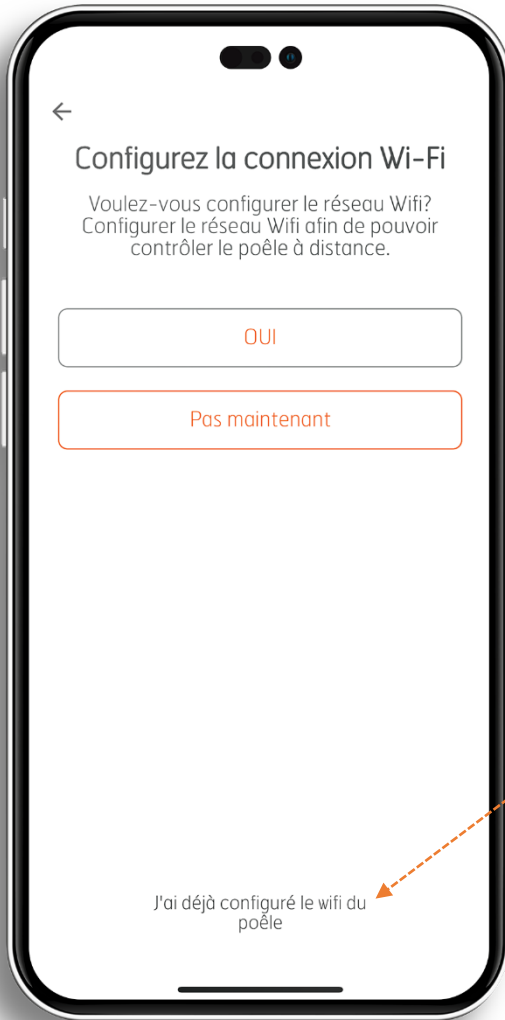 Configurez la connexion Wi-Fi
Voulez-vous configurer le réseau Wifi?
Configurer le réseau Wifi afin de pouvoir
contrôler le poêle à distance.
OUI
Pas maintenant
J'ai déjà configuré le wifi du
poêle